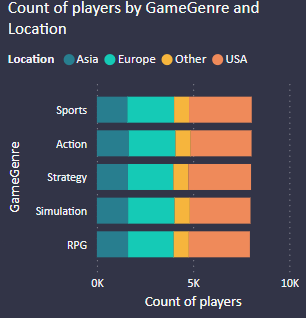 Count of players by GameGenre and
Location
Location Asia Europe Other USA
GameGenre
Sports
Action
Strategy
Simulation
RPG
0K 5K 10K
Count of players